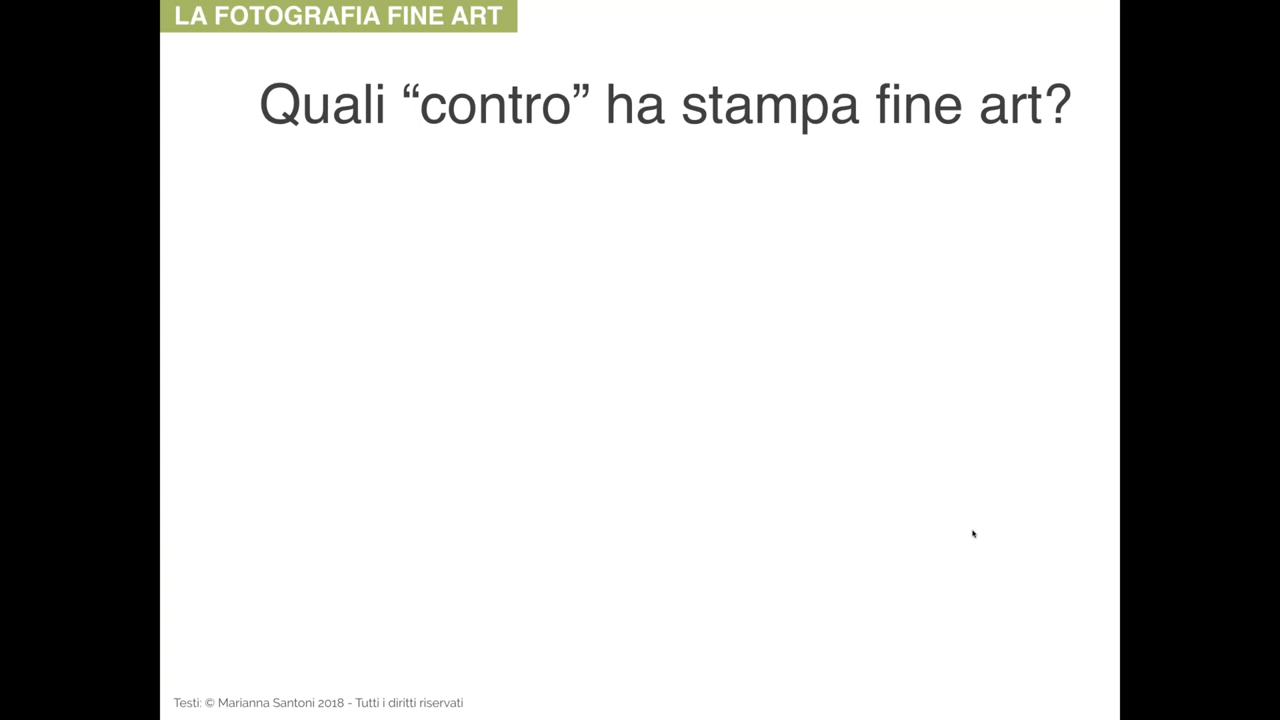 LA FOTOGRAFIA FINE ART
Quali “contro” ha stampa fine art?
Testi: © Marianna Santoni 2018 - Tutti i diritti riservati